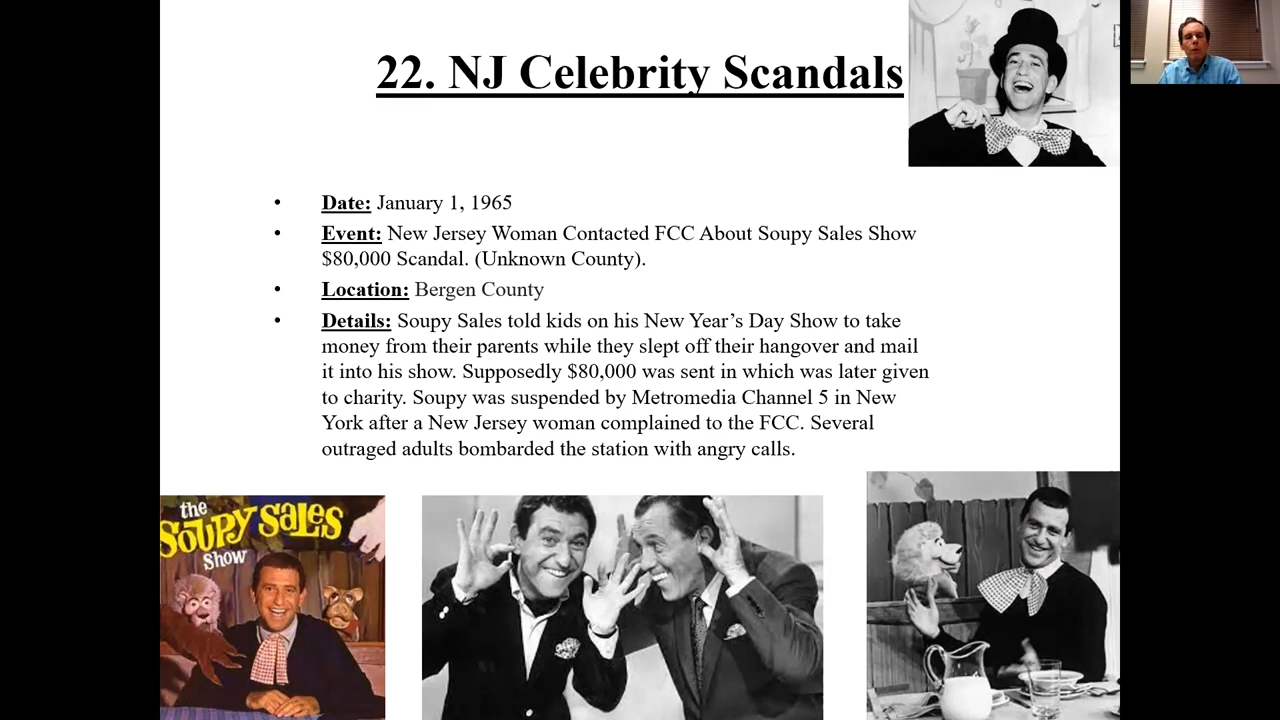 22. NJ Celebrity Scandals
• Date: January 1, 1965
• Event: New Jersey Woman Contacted FCC About Soupy Sales Show
$80,000 Scandal. (Unknown County).
• Location: Bergen County
• Details: Soupy Sales told kids on his New Year’s Day Show to take
money from their parents while they slept off their hangover and mail
it into his show. Supposedly $80,000 was sent in which was later given
to charity. Soupy was suspended by Metromedia Channel 5 in New
York after a New Jersey woman complained to the FCC. Several
outraged adults bombarded the station with angry calls.
the
SOUPY SALES
Show